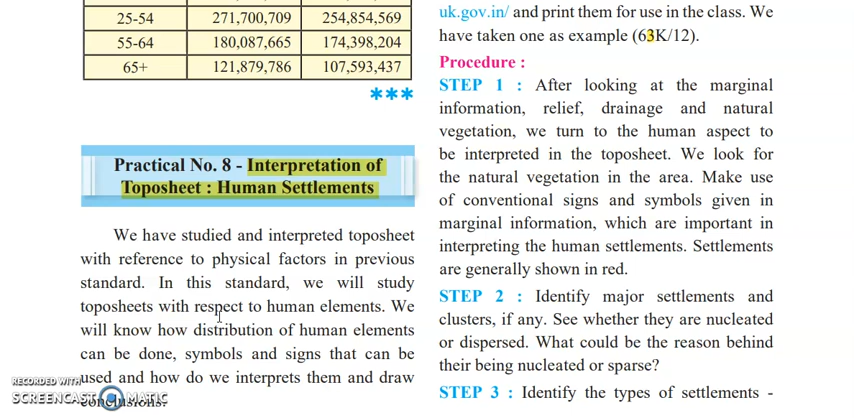 25-54 271,700,709 254,854,569
55-64 180,087,665 174,398,204
65+ 121,879,786 107,593,437
***
Practical No. 8 - Interpretation of
Toposheet : Human Settlements
We have studied and interpreted toposheet
with reference to physical factors in previous
standard. In this standard, we will study
toposheets with respect to human elements. We
will know how distribution of human elements
can be done, symbols and signs that can be
used and how do we interprets them and draw
conclusions.
uk.gov.in/ and print them for use in the class. We
have taken one as example (63K/12).
Procedure :
STEP 1 : After looking at the marginal
information, relief, drainage and natural
vegetation, we turn to the human aspect to
be interpreted in the toposheet. We look for
the natural vegetation in the area. Make use
of conventional signs and symbols given in
marginal information, which are important in
interpreting the human settlements. Settlements
are generally shown in red.
STEP 2 : Identify major settlements and
clusters, if any. See whether they are nucleated
or dispersed. What could be the reason behind
their being nucleated or sparse?
STEP 3 : Identify the types of settlements -
RECORDED WITH
SCREENCAST MATIC